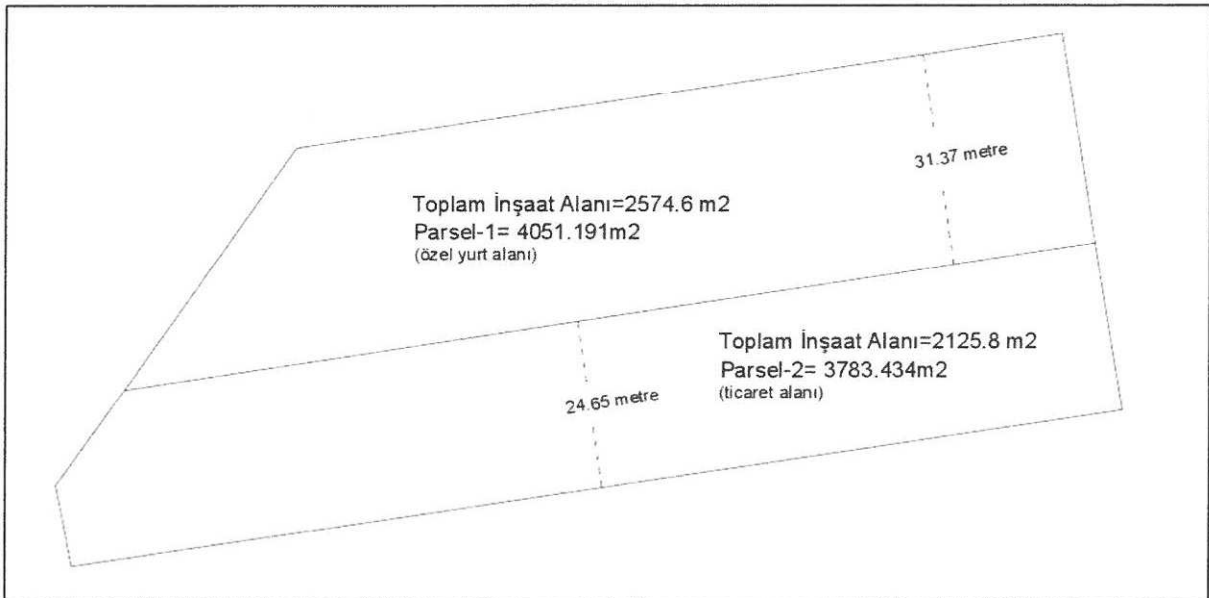 31.37 metre
Toplam İnşaat Alanı=2574.6 m2
Parsel-1= 4051.191m2
(özel yurt alanı)
Toplam İnşaat Alanı=2125.8 m2
Parsel-2= 3783.434m2
(ticaret alanı)
24.65 metre